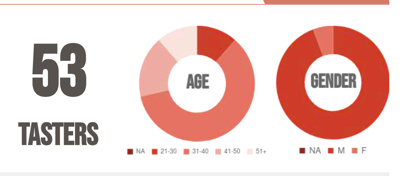 53
TASTERS
AGE
NA 21-30 31-40 41-50 51+
GENDER
NA M F